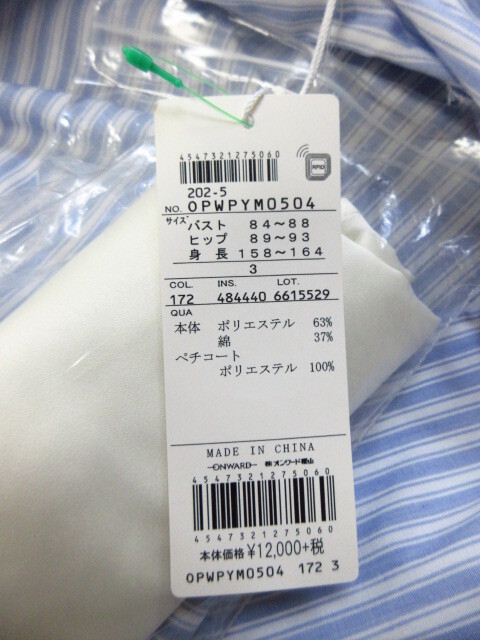 4547321275060
RFID
202-5
NO. OPWPYM0504
サイズ バスト 84～88
ヒップ 89～93
身長 158～164
3
COL. INS. LOT.
172 484440 6615529
QUA
本体 ポリエステル 63%
綿 37%
ペチコート
ポリエステル 100%
MADE IN CHINA
ONWARD ㈱オンワード樫山
4547321275060
4547321275060
本体価格 ¥12,000+税
OPWPYM0504 172 3